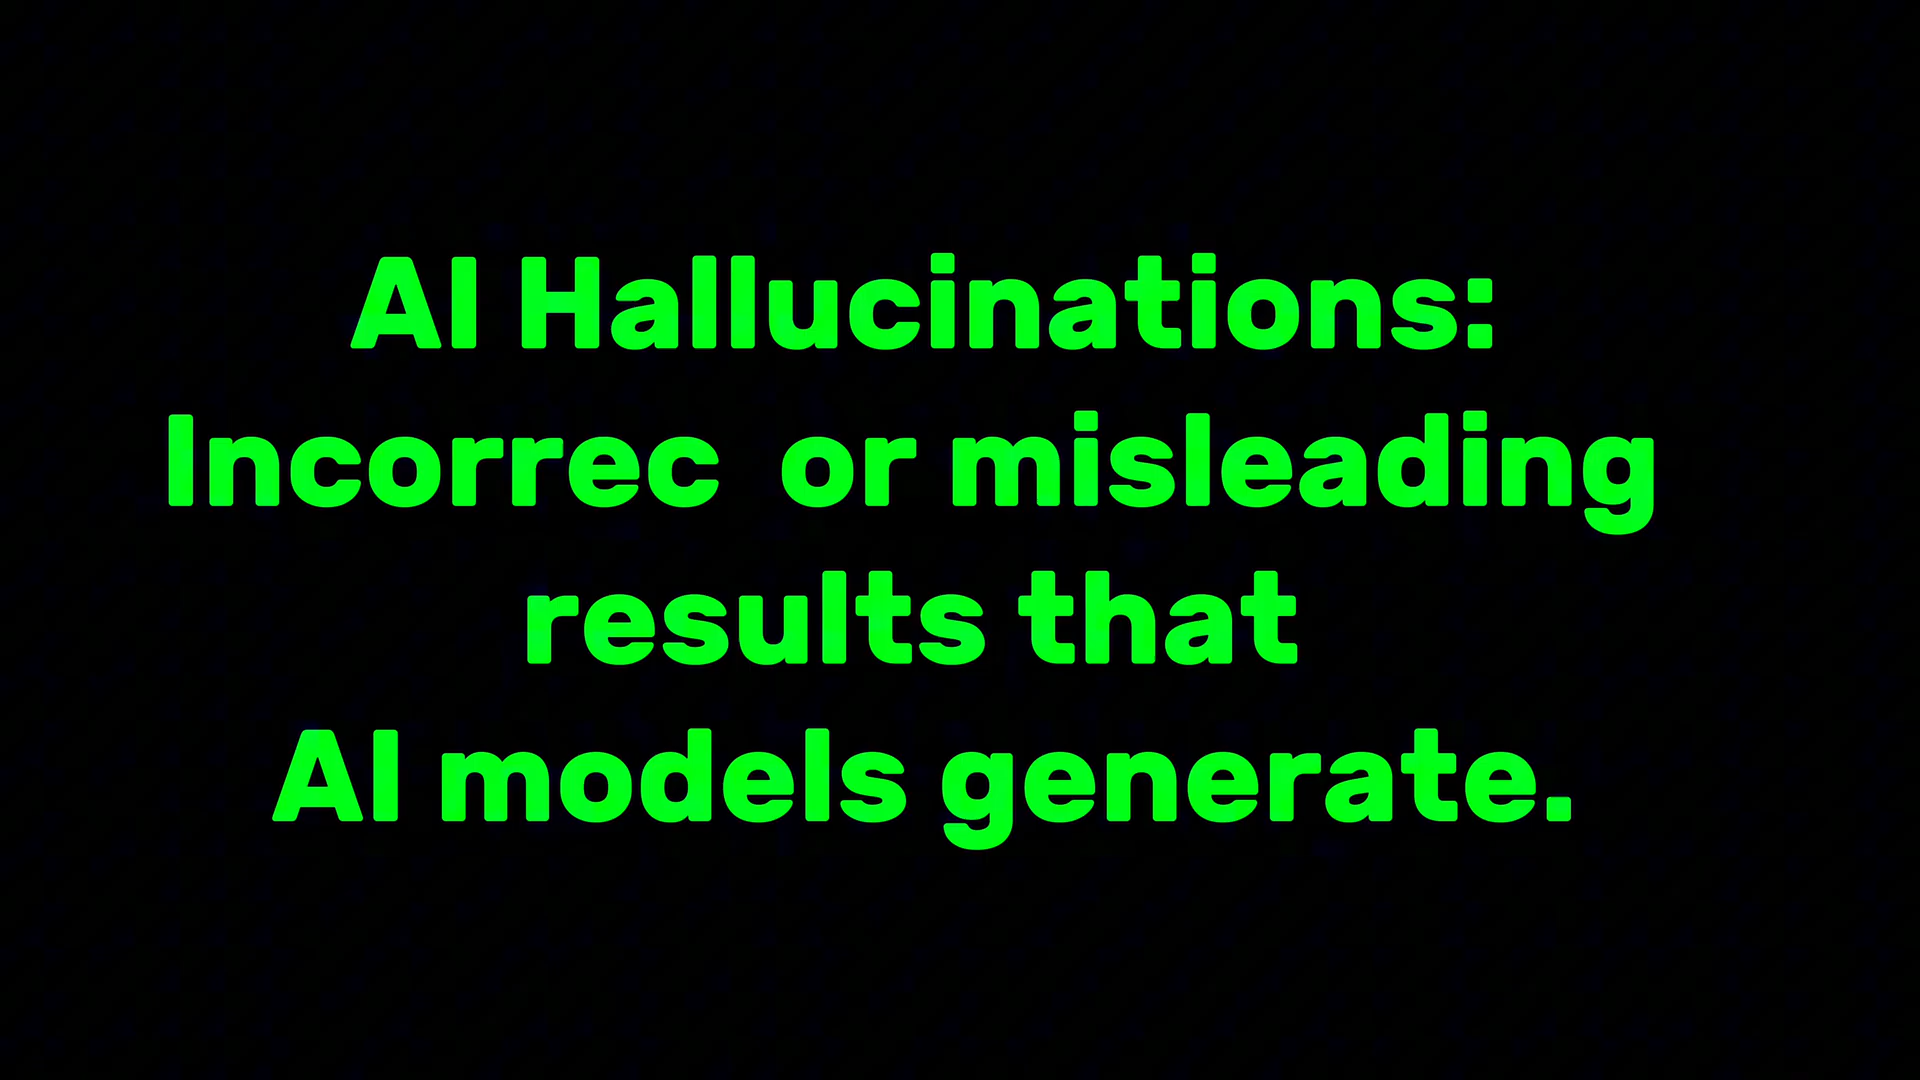 AI Hallucinations:
Incorrec  or misleading
results that
AI models generate.